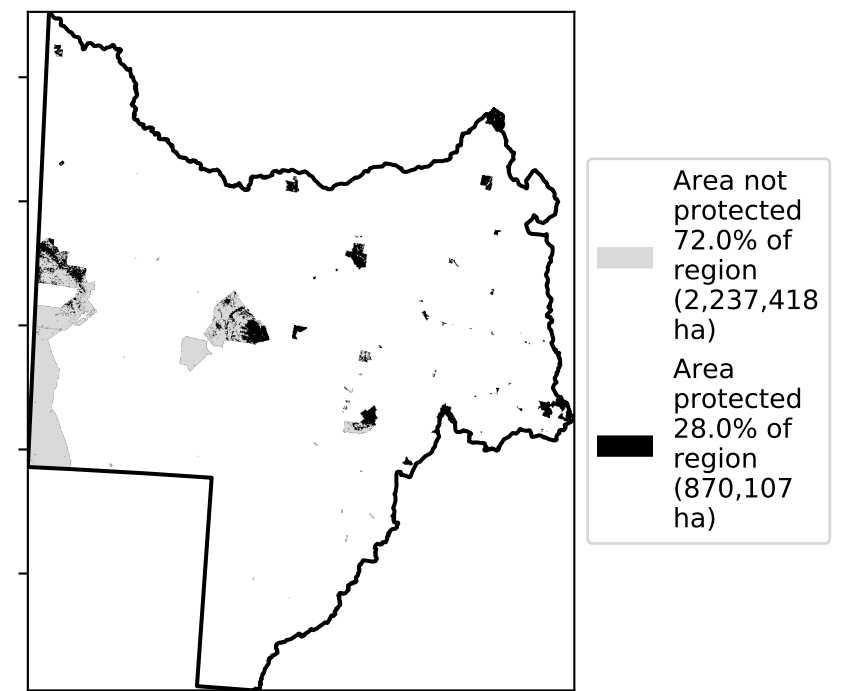 Area not
protected
72.0% of
region
(2,237,418
ha)
Area
protected
28.0% of
region
(870,107
ha)